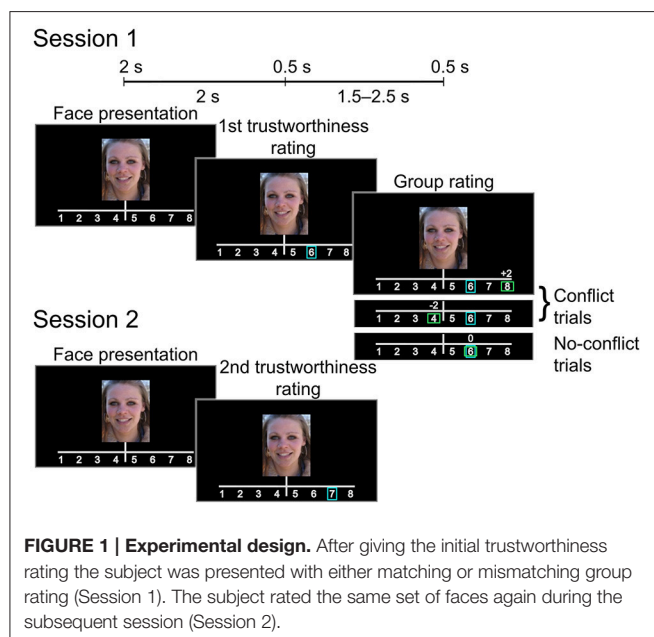 Session 1
2 s 0.5 s 0.5 s
2 s 1.5–2.5 s
Face presentation
1 2 3 4 5 6 7 8
1st trustworthiness
rating
1 2 3 4 5 6 7 8
Group rating
+2
1 2 3 4 5 6 7 8
-2
1 2 3 4 5 6 7 8
Conflict
trials
0
1 2 3 4 5 6 7 8
No-conflict
trials
Session 2
Face presentation
1 2 3 4 5 6 7 8
2nd trustworthiness
rating
1 2 3 4 5 6 7 8
FIGURE 1 | Experimental design. After giving the initial trustworthiness
rating the subject was presented with either matching or mismatching group
rating (Session 1). The subject rated the same set of faces again during the
subsequent session (Session 2).